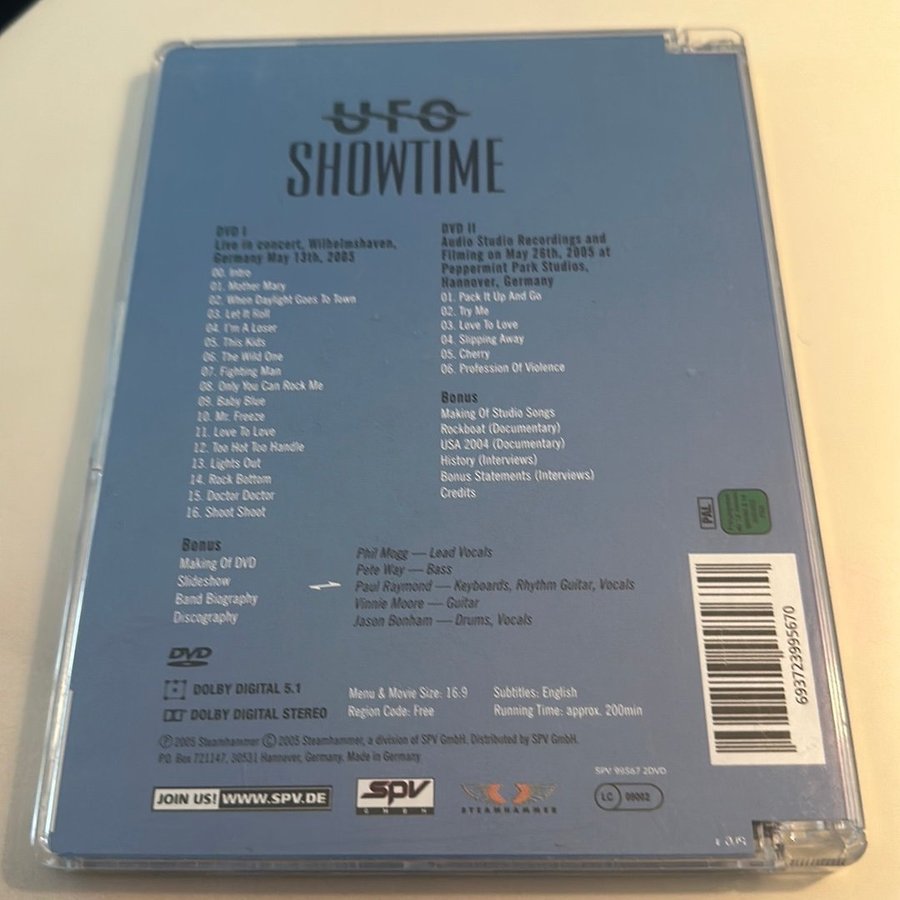 UFO
SHOWTIME
DVD I
Live in concert, Wilhelmshaven,
Germany May 13th, 2005
00. Intro
01. Mother Mary
02. When Daylight Goes To Town
03. Let It Roll
04. I'm A Loser
05. This Kids
06. The Wild One
07. Fighting Man
08. Only You Can Rock Me
09. Baby Blue
10. Mr. Freeze
11. Love To Love
12. Too Hot Too Handle
13. Lights Out
14. Rock Bottom
15. Doctor Doctor
16. Shoot Shoot
Bonus
Making Of DVD
Slideshow
Band Biography
Discography
DVD II
Audio Studio Recordings and
Filming on May 26th, 2005 at
Peppermint Park Studios,
Hannover, Germany
01. Pack It Up And Go
02. Try Me
03. Love To Love
04. Slipping Away
05. Cherry
06. Profession Of Violence
Bonus
Making Of Studio Songs
Rockboat (Documentary)
USA 2004 (Documentary)
History (Interviews)
Bonus Statements (Interviews)
Credits
Phil Mogg — Lead Vocals
Pete Way — Bass
Paul Raymond — Keyboards, Rhythm Guitar, Vocals
Vinnie Moore — Guitar
Jason Bonham — Drums, Vocals
PAL
693723995670
DVD
DOLBY DIGITAL 5.1
DOLBY DIGITAL STEREO
Menu & Movie Size: 16:9
Region Code: Free
Subtitles: English
Running Time: approx. 200min
Ⓟ 2005 Steamhammer Ⓒ 2005 Steamhammer, a division of SPV GmbH. Distributed by SPV GmbH.
P.O. Box 721147, 30531 Hannover, Germany. Made in Germany
SPV 99567 2DVD
JOIN US! WWW.SPV.DE
SPV
GMBH
STEAMHAMMER
LC 09002